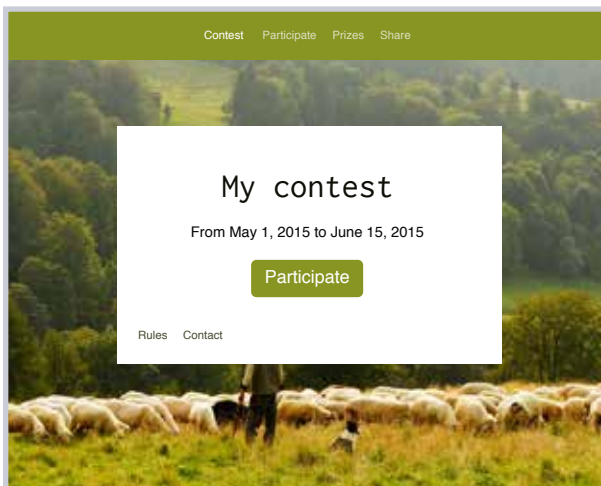 Contest Participate Prizes Share
My contest
From May 1, 2015 to June 15, 2015
Participate
Rules Contact